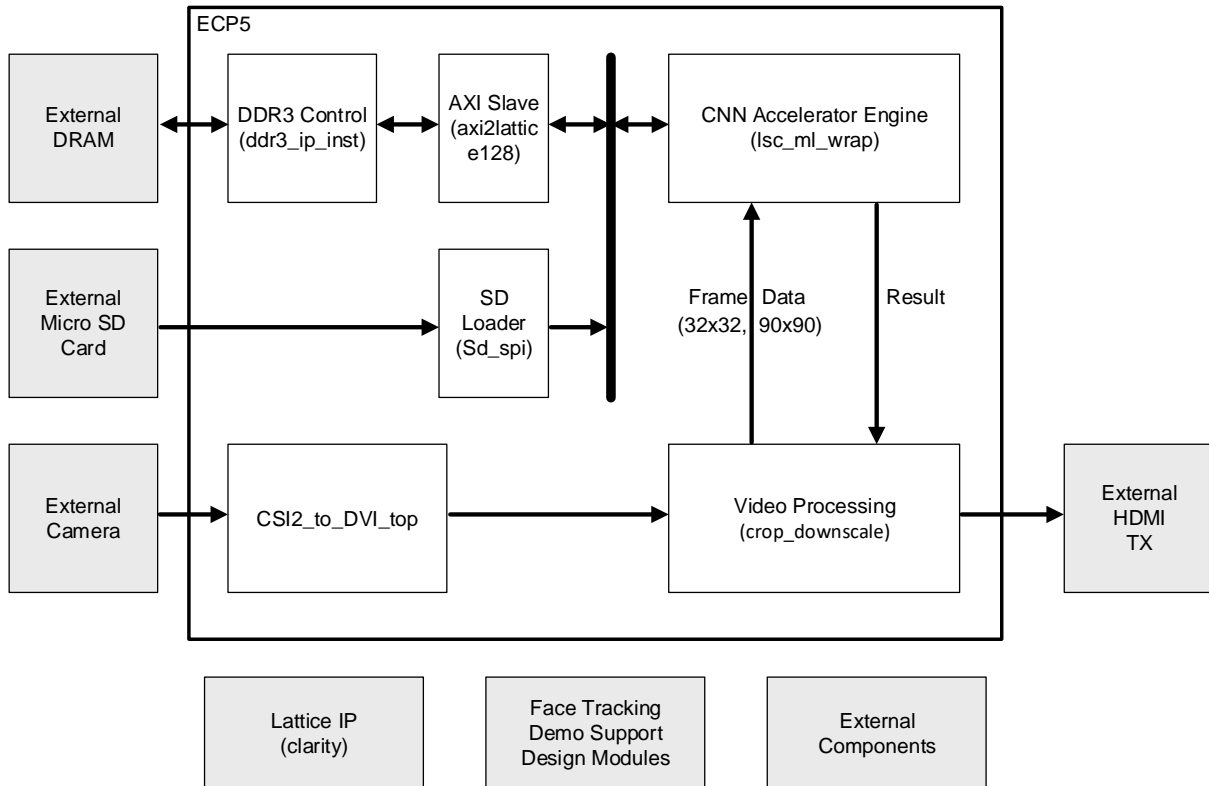 ECP5
External
DRAM
DDR3 Control
(ddr3_ip_inst)
AXI Slave
(axi2lattic
e128)
CNN Accelerator Engine
(lsc_ml_wrap)
External
Micro SD
Card
SD
Loader
(Sd_spi)
Frame Data
(32x32, 90x90)
Result
External
Camera
CSI2_to_DVI_top
Video Processing
(crop_downscale)
External
HDMI
TX
Lattice IP
(clarity)
Face Tracking
Demo Support
Design Modules
External
Components